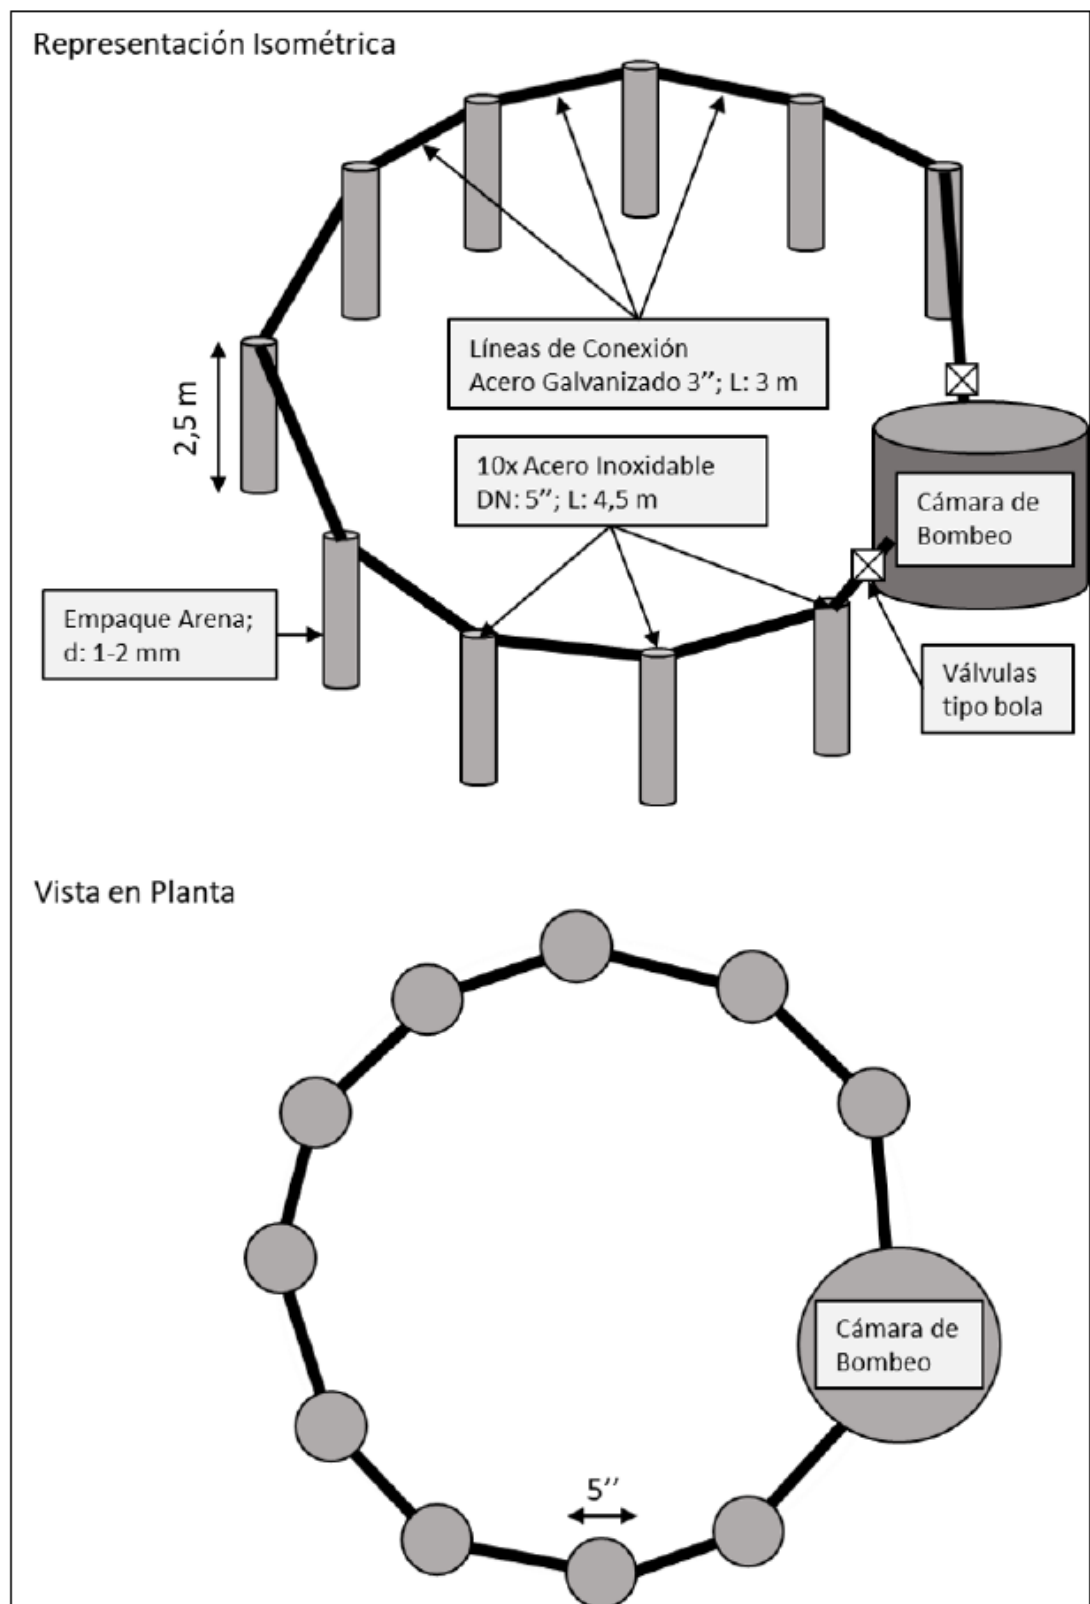 Representación Isométrica
Líneas de Conexión
Acero Galvanizado 3’’; L: 3 m
2,5 m
10x Acero Inoxidable
DN: 5’’; L: 4,5 m
Cámara de
Bombeo
Empaque Arena;
d: 1-2 mm
Válvulas
tipo bola
Vista en Planta
Cámara de
Bombeo
5’’